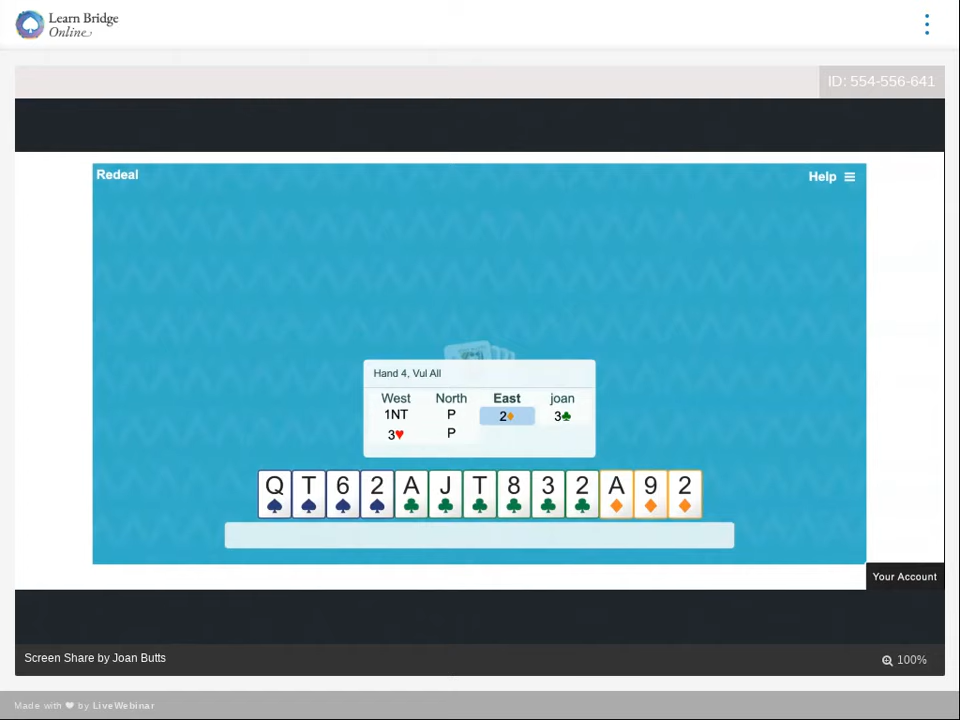 Learn Bridge
Online
ID: 554-556-641
Redeal
Help
Hand 4, Vul All
West North East joan
1NT P 2♦ 3♣
3♥ P
Q T 6 2 A J T 8 3 2 A 9 2
♠ ♠ ♠ ♠ ♣ ♣ ♣ ♣ ♣ ♣ ♦ ♦ ♦
Your Account
Screen Share by Joan Butts
100%
Made with ♥ by LiveWebinar